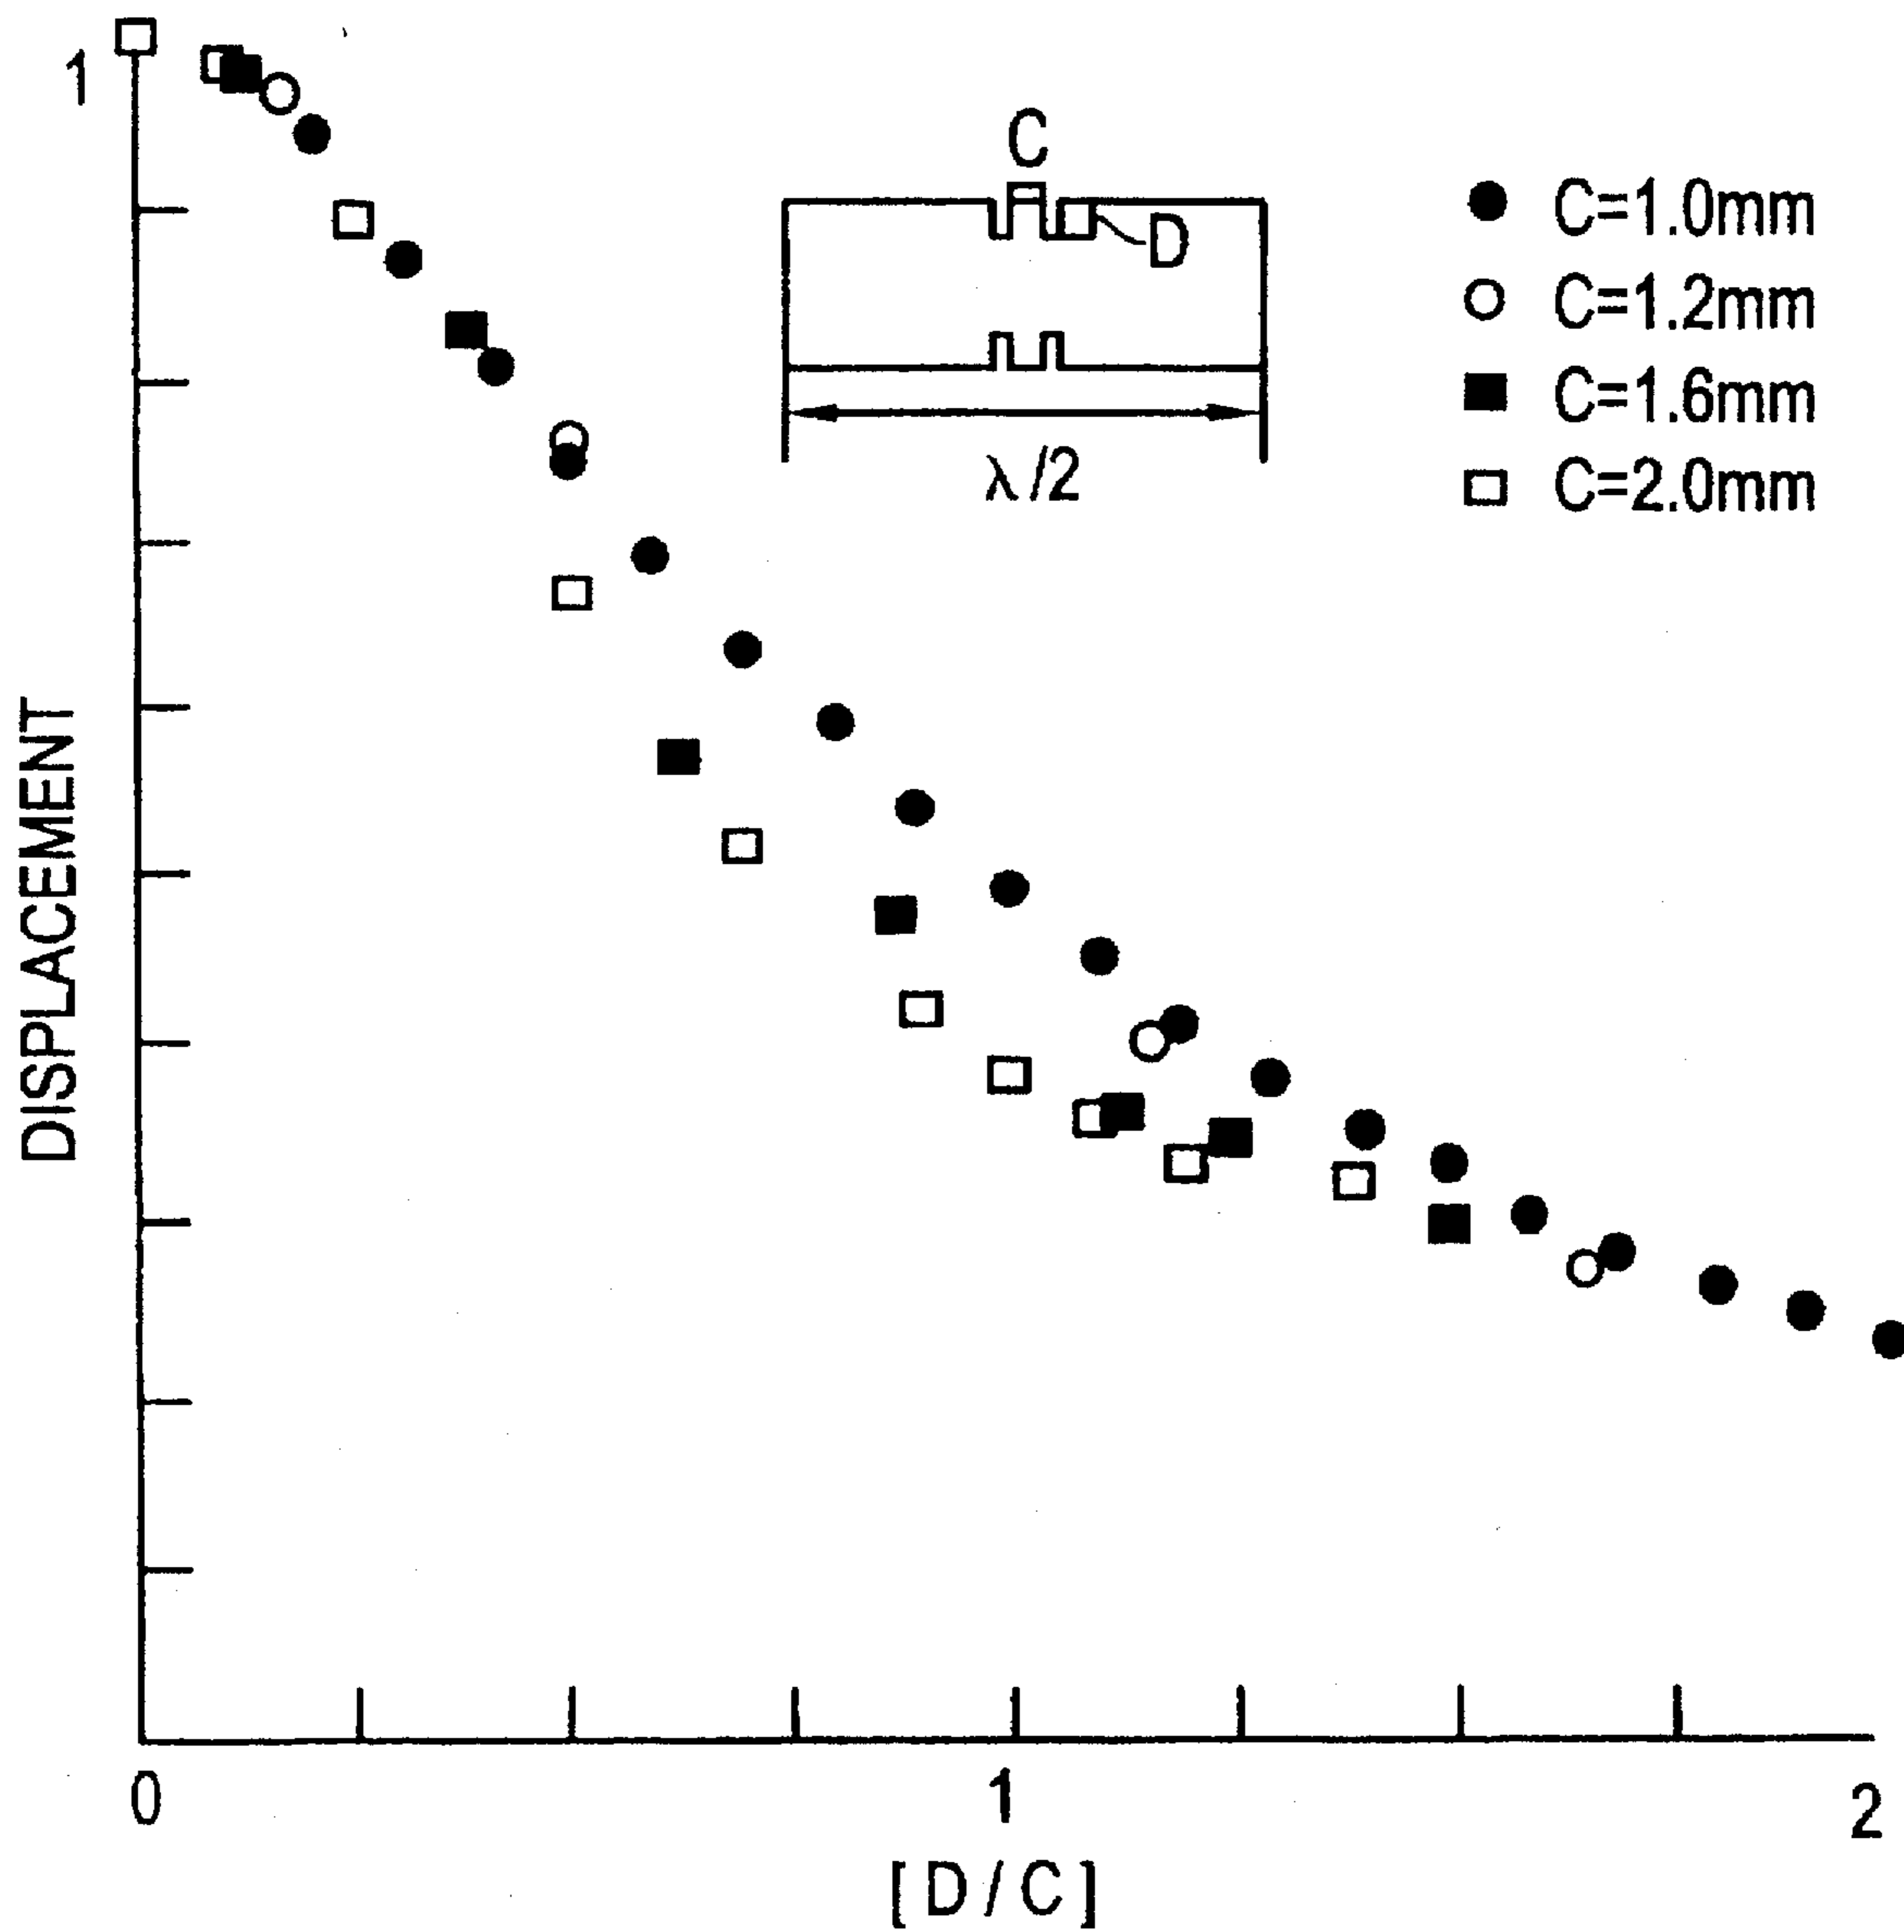 1
C
D
λ/2
C=1.0mm
C=1.2mm
C=1.6mm
C=2.0mm
DISPLACEMENT
0
1
2
[D/C]